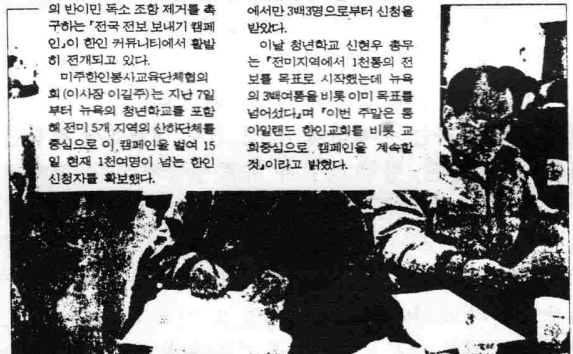 의 반이민 독소 조항 제거를 촉
구하는 『전국 전보 보내기 캠페
인』이 한인 커뮤니티에서 활발
히 전개되고 있다.
미주한인봉사교육단체협의
회(이사장 이길주)는 지난 7일
부터 뉴욕의 청년학교를 포함
해 전미 5개 지역의 산하단체를
중심으로 이 캠페인을 벌여 15
일 현재 1천여명이 넘는 한인
신청자를 확보했다.
에서만 3백3명으로부터 신청을
받았다.
이날 청년학교 신현우 총무
는 『전미지역에서 1천통의 전
보를 목표로 시작했는데 뉴욕
의 3백여통을 비롯 이미 목표를
넘어섰다』며 『이번 주말은 롱
아일랜드 한인교회를 비롯 교
회중심으로 캠페인을 계속할
것』이라고 밝혔다.